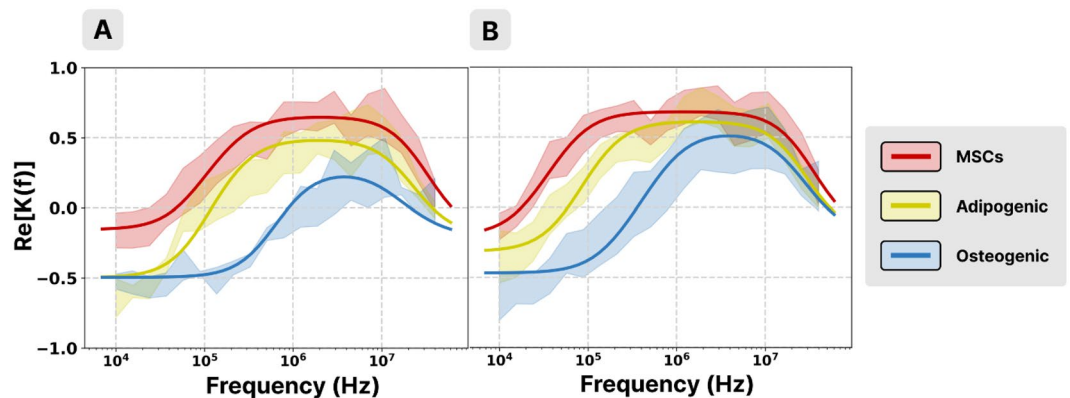 A
B
1.0
0.5
0.0
−0.5
−1.0
Re[K(f)]
10⁴ 10⁵ 10⁶ 10⁷
10⁴ 10⁵ 10⁶ 10⁷
Frequency (Hz)
Frequency (Hz)
MSCs
Adipogenic
Osteogenic